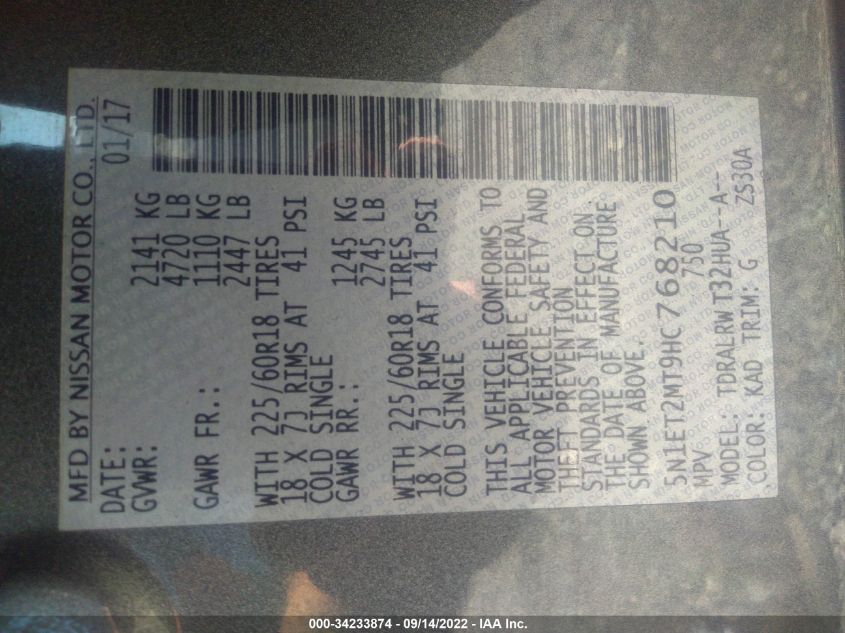 MFD BY NISSAN MOTOR CO., LTD.
DATE: 01/17
GVWR: 2141 KG
4720 LB
GAWR FR.: 1110 KG
2447 LB
WITH 225/60R18 TIRES
18 X 7J RIMS AT 41 PSI
COLD SINGLE
GAWR RR.: 1245 KG
2745 LB
WITH 225/60R18 TIRES
18 X 7J RIMS AT 41 PSI
COLD SINGLE
THIS VEHICLE CONFORMS TO
ALL APPLICABLE FEDERAL
MOTOR VEHICLE SAFETY AND
THEFT PREVENTION
STANDARDS IN EFFECT ON
THE DATE OF MANUFACTURE
SHOWN ABOVE.
5N1ET2MT9HC768210
MPV 750
MODEL: TDRALRW T32HUA--A--
COLOR: KAD TRIM: G ZS30A
000-34233874 - 09/14/2022 - IAA Inc.